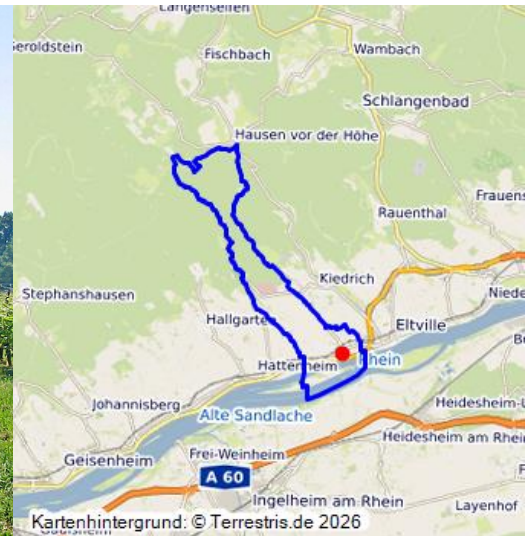 Langenseifen
Geroldstein
Fischbach
Wambach
Schlangenbad
Hausen vor der Höhe
Frauens
Rauenthal
Kiedrich
Stephanshausen
Niede
Hallgarten
Eltville
Hattenheim
Rhein
Johannisberg
Alte Sandlache
Heidesheim-U
Heidesheim am Rhein
Geisenheim
Frei-Weinheim
A 60
Ingelheim am Rhein
Layenhof
Gaulsheim
Kartenhintergrund: © Terrestris.de 2026